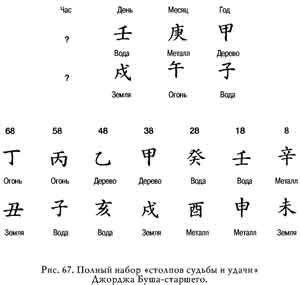 Час День Месяц Год
? 壬 庚 甲
Вода Металл Дерево
? 戌 午 子
Земля Огонь Вода
68 58 48 38 28 18 8
丁 丙 乙 甲 癸 壬 辛
Огонь Огонь Дерево Дерево Вода Вода Металл
丑 子 亥 戌 酉 申 未
Земля Вода Вода Земля Металл Металл Земля
Рис. 67. Полный набор «столпов судьбы и удачи»
Джорджа Буша-старшего.